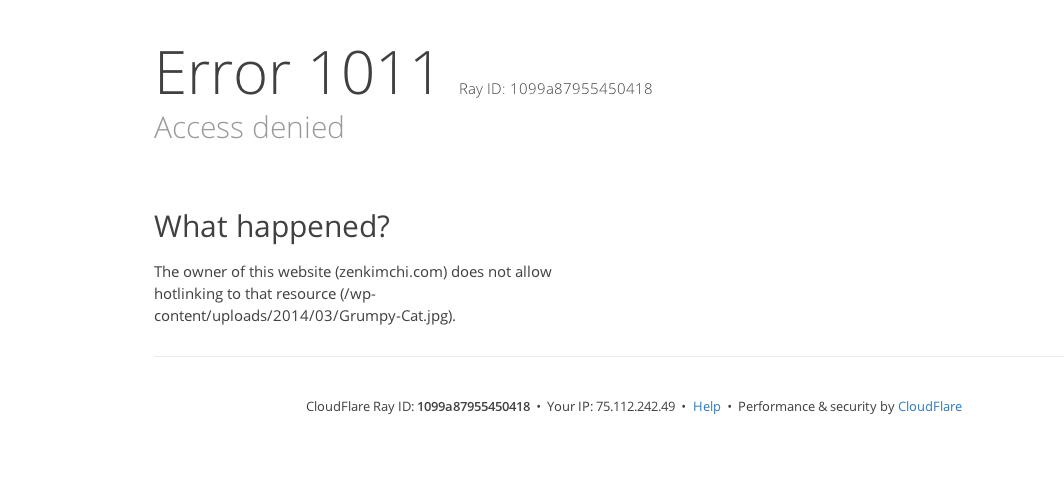 Error 1011 Ray ID: 1099a87955450418
Access denied
What happened?
The owner of this website (zenkimchi.com) does not allow
hotlinking to that resource (/wp-
content/uploads/2014/03/Grumpy-Cat.jpg).
CloudFlare Ray ID: 1099a87955450418 • Your IP: 75.112.242.49 • Help • Performance & security by CloudFlare